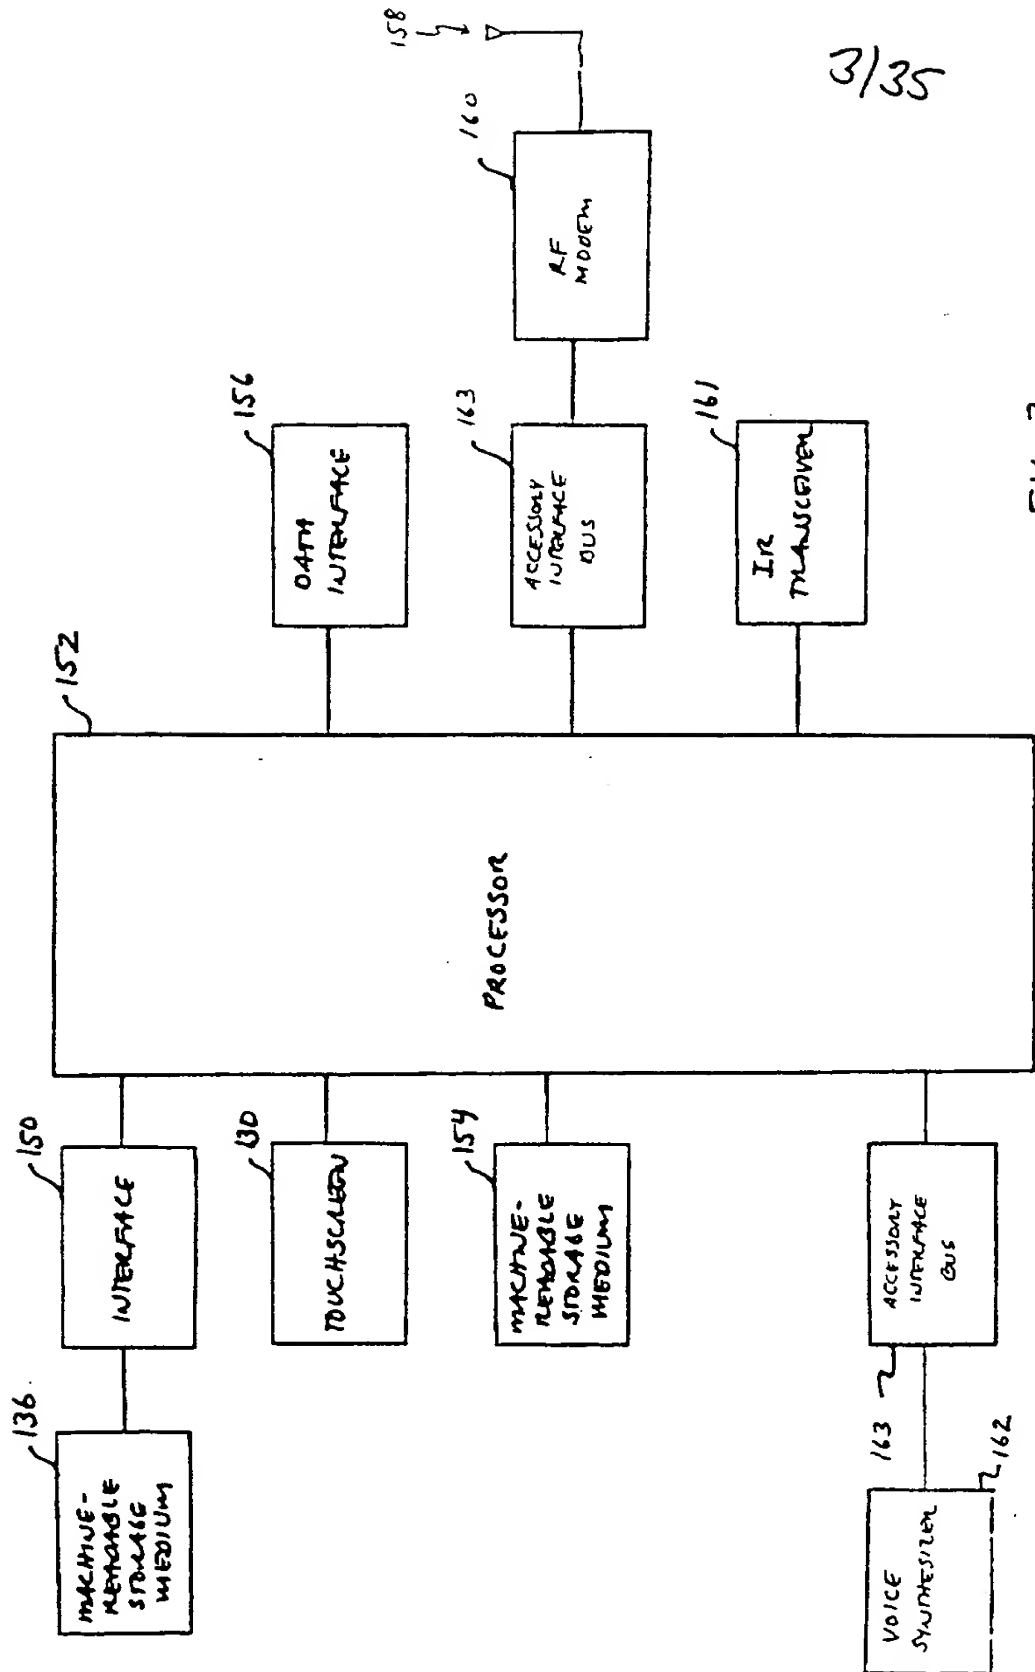 3/35
158
160
RF
MODEM
156
DATA
INTERFACE
163
ACCESSORY
INTERFACE
BUS
161
IR
TRANSCEIVER
152
PROCESSOR
150
INTERFACE
136
MACHINE-
READABLE
STORAGE
MEDIUM
130
TOUCHSCREEN
154
MACHINE-
READABLE
STORAGE
MEDIUM
ACCESSORY
INTERFACE
BUS
163
VOICE
SYNTHESIZER
162